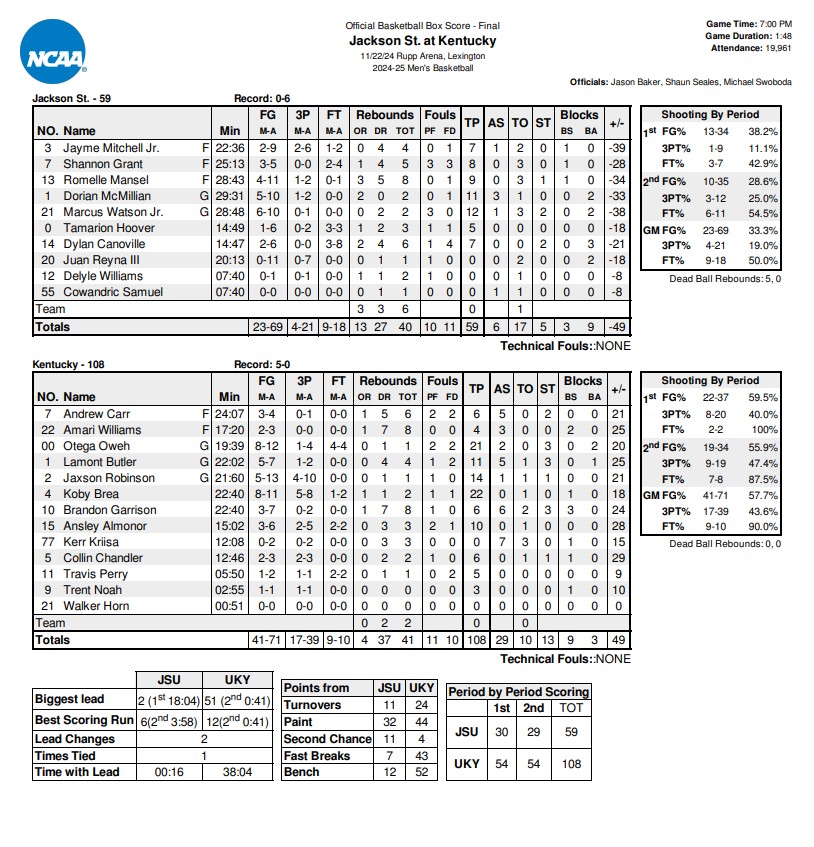 NCAA®
Official Basketball Box Score - Final
Jackson St. at Kentucky
11/22/24 Rupp Arena, Lexington
2024-25 Men's Basketball
Game Time: 7:00 PM
Game Duration: 1:48
Attendance: 19,961
Officials: Jason Baker, Shaun Seales, Michael Swoboda
Jackson St. - 59 Record: 0-6
FG 3P FT Rebounds Fouls TP AS TO ST Blocks +/-
NO. Name Min M-A M-A M-A OR DR TOT PF FD BS BA
3 Jayme Mitchell Jr. F 22:36 2-9 2-6 1-2 0 4 4 0 1 7 1 2 0 1 0 -39
7 Shannon Grant F 25:13 3-5 0-0 2-4 1 4 5 3 3 8 0 1 0 1 0 -28
13 Romelle Mansel F 28:43 4-11 1-2 0-1 3 5 8 0 1 9 0 3 1 1 0 -34
1 Dorian McMillian G 29:31 5-10 1-2 0-0 2 0 2 0 2 11 3 1 0 0 2 -33
21 Marcus Watson Jr. G 28:48 6-10 0-1 0-0 0 2 2 3 0 12 1 3 2 0 2 -38
0 Tamarion Hoover 14:49 1-6 0-2 3-3 1 2 3 1 1 5 0 0 0 0 0 -18
14 Dylan Canoville 14:47 2-6 0-0 3-8 2 4 6 1 4 7 0 0 2 0 3 -21
20 Juan Reyna III 20:13 0-11 0-7 0-0 0 1 1 2 0 0 0 2 0 0 2 -18
12 Delyle Williams 07:40 0-1 0-1 0-0 1 1 2 1 0 0 0 0 0 0 0 -8
55 Cowandric Samuel 07:40 0-0 0-0 0-0 0 1 1 0 0 0 1 1 0 0 0 -8
Team 3 3 6 0 1
Totals 23-69 4-21 9-18 13 27 40 10 11 59 6 17 5 3 9 -49
Technical Fouls::NONE
Shooting By Period
1st FG% 13-34 38.2%
3PT% 1-9 11.1%
FT% 3-7 42.9%
2nd FG% 10-35 28.6%
3PT% 3-12 25.0%
FT% 6-11 54.5%
GM FG% 23-69 33.3%
3PT% 4-21 19.0%
FT% 9-18 50.0%
Dead Ball Rebounds: 5, 0
Kentucky - 108 Record: 5-0
FG 3P FT Rebounds Fouls TP AS TO ST Blocks +/-
NO. Name Min M-A M-A M-A OR DR TOT PF FD BS BA
7 Andrew Carr F 24:07 3-4 0-1 0-0 1 5 6 2 2 6 5 0 2 0 0 21
22 Amari Williams F 17:20 2-3 0-0 0-0 1 7 8 0 0 4 3 0 0 2 0 25
00 Otega Oweh G 19:39 8-12 1-4 4-4 0 1 1 2 2 21 2 0 3 0 2 20
1 Lamont Butler G 22:02 5-7 1-2 0-0 0 4 4 1 2 11 5 1 3 0 1 25
2 Jaxson Robinson G 21:60 5-13 4-10 0-0 0 1 1 0 0 14 1 1 1 0 0 21
4 Koby Brea 22:40 8-11 5-8 1-2 1 1 2 1 1 22 0 1 0 1 0 18
10 Brandon Garrison 22:40 3-7 0-2 0-0 1 7 8 1 0 6 6 2 3 3 0 24
15 Ansley Almonor 15:02 3-6 2-5 2-2 0 3 3 2 1 10 0 1 0 0 0 28
77 Kerr Kriisa 12:08 0-2 0-2 0-0 0 3 3 0 0 0 7 3 0 1 0 15
5 Collin Chandler 12:46 2-3 2-3 0-0 0 2 2 1 0 6 0 1 1 1 0 29
11 Travis Perry 05:50 1-2 1-1 2-2 0 1 1 0 2 5 0 0 0 0 0 9
9 Trent Noah 02:55 1-1 1-1 0-0 0 0 0 1 0 3 0 0 0 1 0 10
21 Walker Horn 00:51 0-0 0-0 0-0 0 0 0 0 0 0 0 0 0 0 0 0
Team 0 2 2 0 0
Totals 41-71 17-39 9-10 4 37 41 11 10 108 29 10 13 9 3 49
Technical Fouls::NONE
Shooting By Period
1st FG% 22-37 59.5%
3PT% 8-20 40.0%
FT% 2-2 100%
2nd FG% 19-34 55.9%
3PT% 9-19 47.4%
FT% 7-8 87.5%
GM FG% 41-71 57.7%
3PT% 17-39 43.6%
FT% 9-10 90.0%
Dead Ball Rebounds: 0, 0
JSU UKY
Biggest lead 2 (1st 18:04) 51 (2nd 0:41)
Best Scoring Run 6(2nd 3:58) 12(2nd 0:41)
Lead Changes 2
Times Tied 1
Time with Lead 00:16 38:04
Points from JSU UKY
Turnovers 11 24
Paint 32 44
Second Chance 11 4
Fast Breaks 7 43
Bench 12 52
Period by Period Scoring
1st 2nd TOT
JSU 30 29 59
UKY 54 54 108